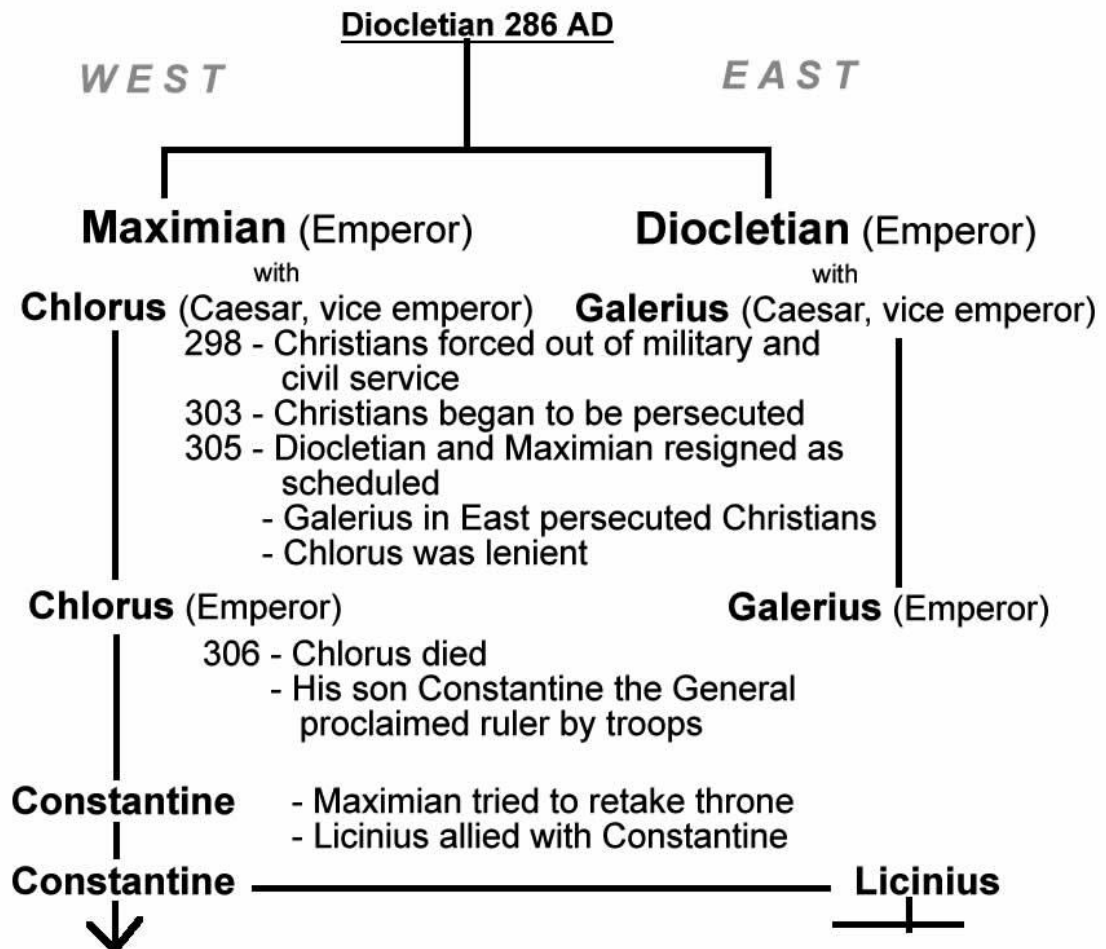 Diocletian 286 AD
WEST
EAST
Maximian (Emperor)
with
Chlorus (Caesar, vice emperor)
Diocletian (Emperor)
with
Galerius (Caesar, vice emperor)
298 - Christians forced out of military and
civil service
303 - Christians began to be persecuted
305 - Diocletian and Maximian resigned as
scheduled
- Galerius in East persecuted Christians
- Chlorus was lenient
Chlorus (Emperor)
Galerius (Emperor)
306 - Chlorus died
- His son Constantine the General
proclaimed ruler by troops
Constantine
- Maximian tried to retake throne
- Licinius allied with Constantine
Constantine
Licinius